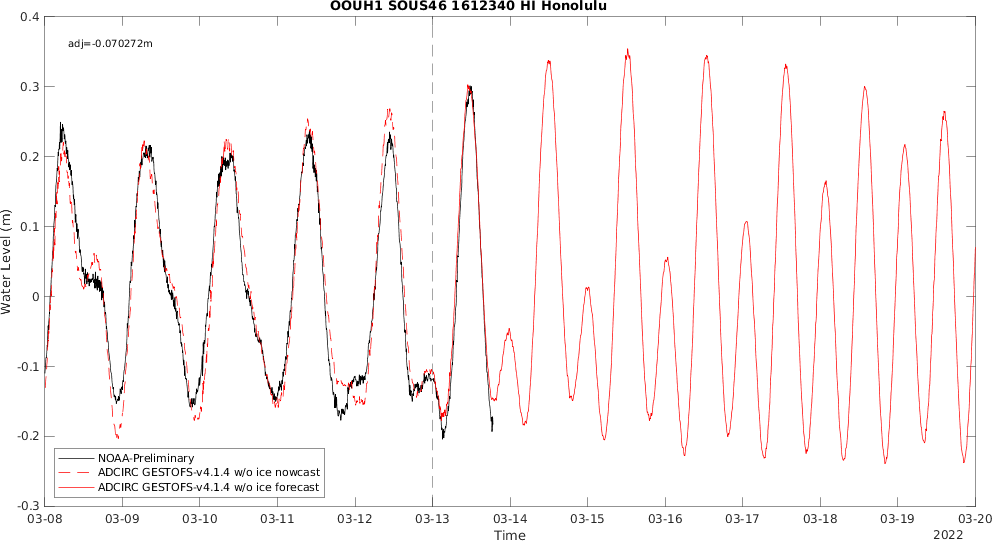 OOUH1 SOUS46 1612340 HI Honolulu
adj=-0.070272m
0.4
0.3
0.2
0.1
0
-0.1
-0.2
-0.3
Water Level (m)
NOAA-Preliminary
ADCIRC GESTOFS-v4.1.4 w/o ice nowcast
ADCIRC GESTOFS-v4.1.4 w/o ice forecast
03-08 03-09 03-10 03-11 03-12 03-13 03-14 03-15 03-16 03-17 03-18 03-19 03-20
Time
2022